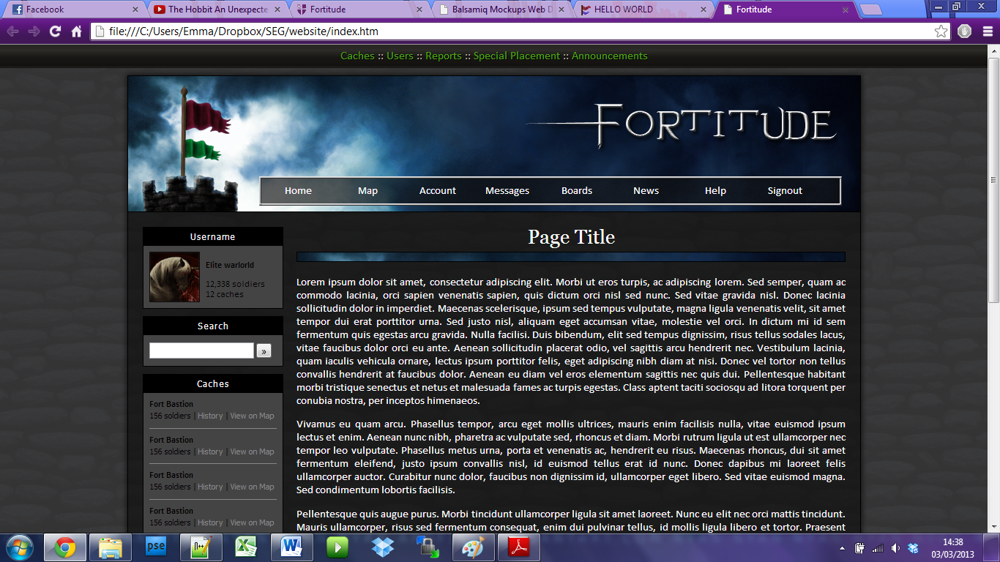 Facebook
The Hobbit An Unexpecte
Fortitude
Balsamiq Mockups Web D
HELLO WORLD
Fortitude
file:///C:/Users/Emma/Dropbox/SEG/website/index.htm
Caches :: Users :: Reports :: Special Placement :: Announcements
FORTITUDE
Home Map Account Messages Boards News Help Signout
Username
Elite warlord
12,338 soldiers
12 caches
Search
»
Caches
Fort Bastion
156 soldiers | History | View on Map
Fort Bastion
156 soldiers | History | View on Map
Fort Bastion
156 soldiers | History | View on Map
Fort Bastion
156 soldiers | History | View on Map
Page Title
Lorem ipsum dolor sit amet, consectetur adipiscing elit. Morbi ut eros turpis, ac adipiscing lorem. Sed semper, quam ac
commodo lacinia, orci sapien venenatis sapien, quis dictum orci nisl sed nunc. Sed vitae gravida nisl. Donec lacinia
sollicitudin dolor in imperdiet. Maecenas scelerisque, ipsum sed tempus vulputate, magna ligula venenatis velit, sit amet
tempor dui erat porttitor urna. Sed justo nisl, aliquam eget accumsan vitae, molestie vel orci. In dictum mi id sem
fermentum quis egestas arcu gravida. Nulla facilisi. Duis bibendum, elit sed tempus dignissim, risus tellus sodales lacus,
vitae faucibus dolor orci eu ante. Aenean sollicitudin placerat odio, vel sagittis arcu hendrerit nec. Vestibulum lacinia,
quam iaculis vehicula ornare, lectus ipsum porttitor felis, eget adipiscing nibh diam at nisi. Donec vel tortor non tellus
convallis hendrerit at faucibus dolor. Aenean eu diam vel eros elementum sagittis nec quis dui. Pellentesque habitant
morbi tristique senectus et netus et malesuada fames ac turpis egestas. Class aptent taciti sociosqu ad litora torquent per
conubia nostra, per inceptos himenaeos.
Vivamus eu quam arcu. Phasellus tempor, arcu eget mollis ultrices, mauris enim facilisis nulla, vitae euismod ipsum
lectus et enim. Aenean nunc nibh, pharetra ac vulputate sed, rhoncus et diam. Morbi rutrum ligula ut est ullamcorper nec
tempor leo vulputate. Phasellus metus urna, porta et venenatis ac, hendrerit eu risus. Maecenas rhoncus, dui sit amet
fermentum eleifend, justo ipsum convallis nisl, id euismod tellus erat id nunc. Donec dapibus mi laoreet felis
ullamcorper auctor. Curabitur nunc dolor, faucibus non dignissim id, ullamcorper eget libero. Sed vitae euismod magna.
Sed condimentum lobortis facilisis.
Pellentesque quis augue purus. Morbi tincidunt ullamcorper ligula sit amet laoreet. Nunc eu elit nec orci mattis tincidunt.
Mauris ullamcorper, risus sed fermentum consequat, enim dui pulvinar tellus, id mollis ligula libero et tortor. Praesent
pse
14:38
03/03/2013